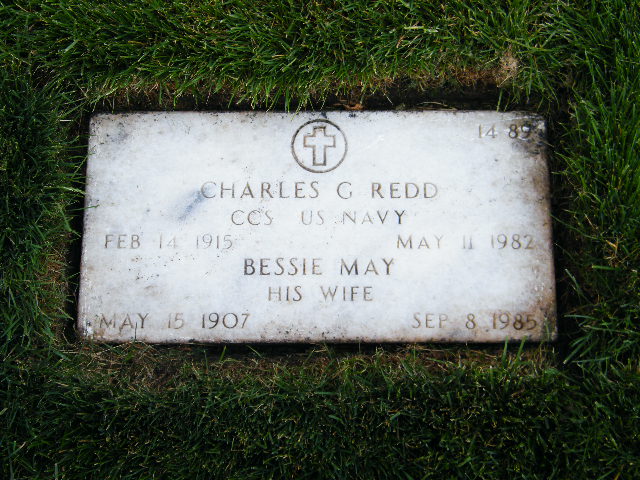 14 89
CHARLES G REDD
CCS US NAVY
FEB 14 1915 MAY 11 1982
BESSIE MAY
HIS WIFE
MAY 15 1907 SEP 8 1985